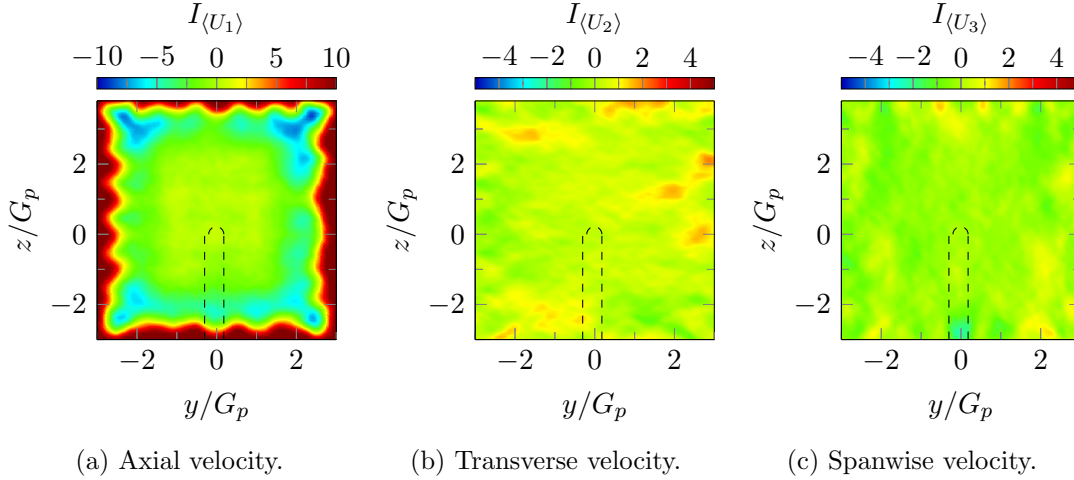 I⟨U₁⟩ I⟨U₂⟩ I⟨U₃⟩
−10 −5 0 5 10 −4 −2 0 2 4 −4 −2 0 2 4
2 2 2
z/Gₚ z/Gₚ z/Gₚ
0 0 0
−2 −2 −2
−2 0 2 −2 0 2 −2 0 2
y/Gₚ y/Gₚ y/Gₚ
(a) Axial velocity. (b) Transverse velocity. (c) Spanwise velocity.